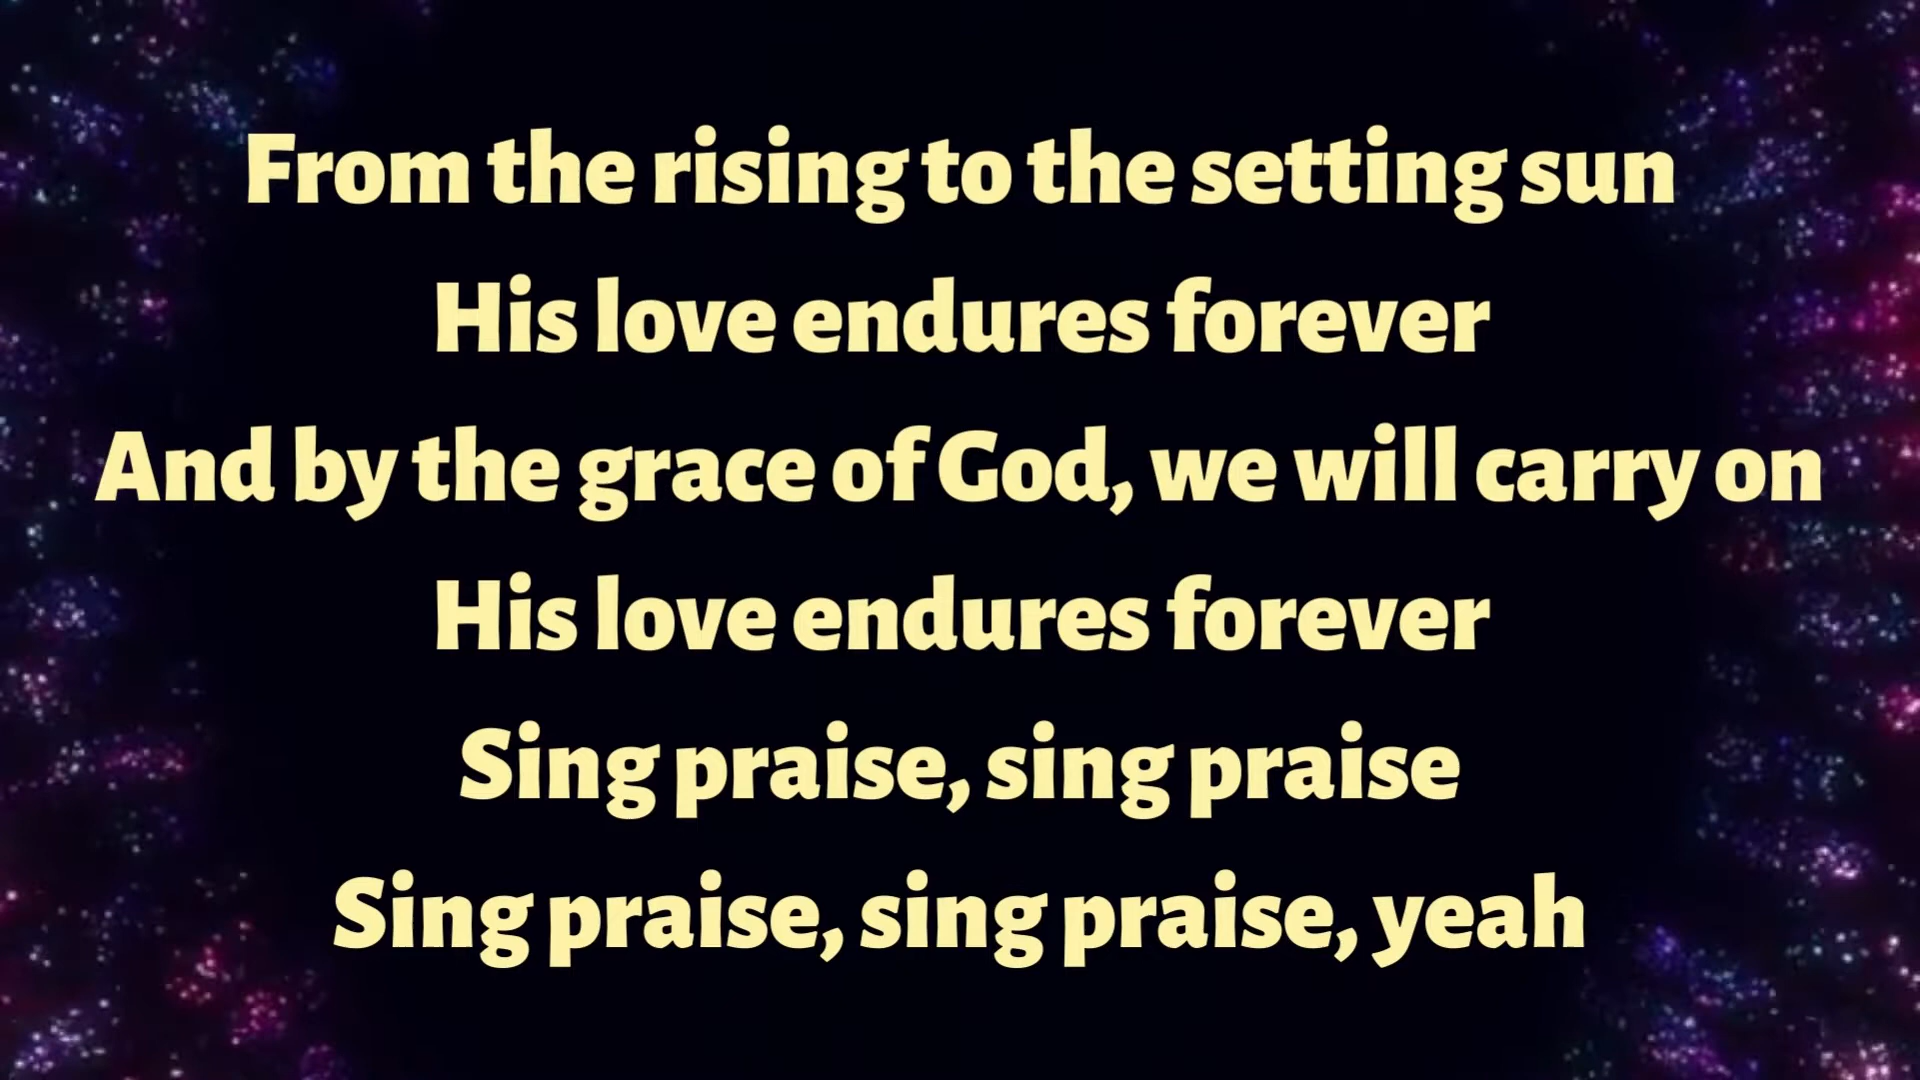 From the rising to the setting sun
His love endures forever
And by the grace of God, we will carry on
His love endures forever
Sing praise, sing praise
Sing praise, sing praise, yeah